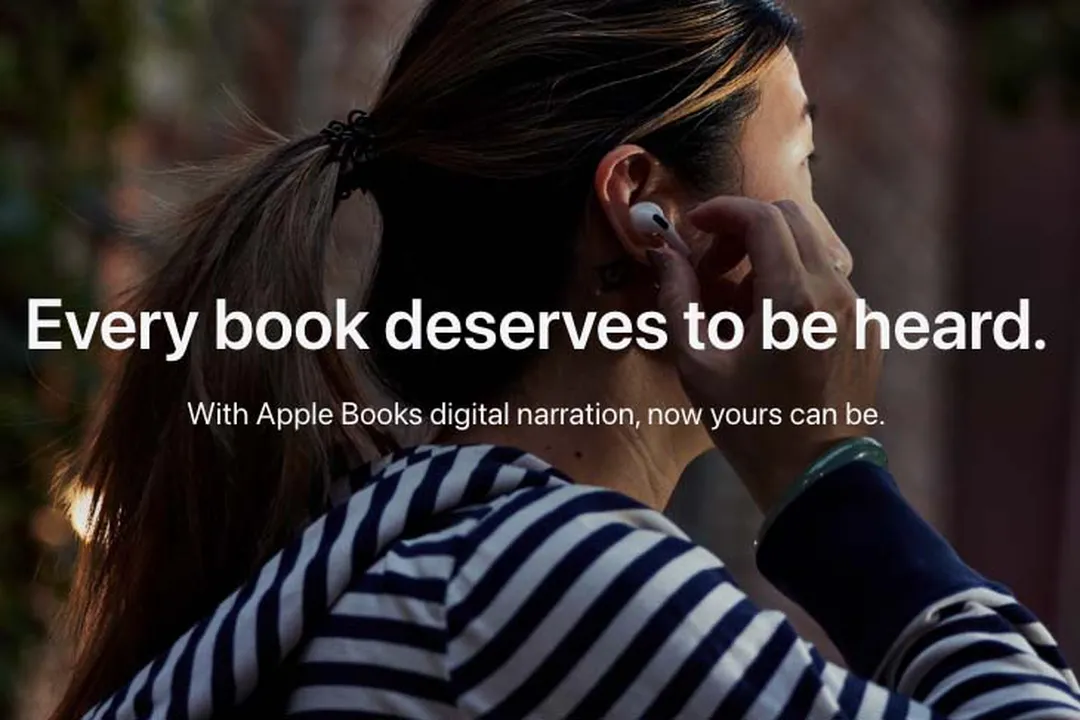 Every book deserves to be heard.
With Apple Books digital narration, now yours can be.